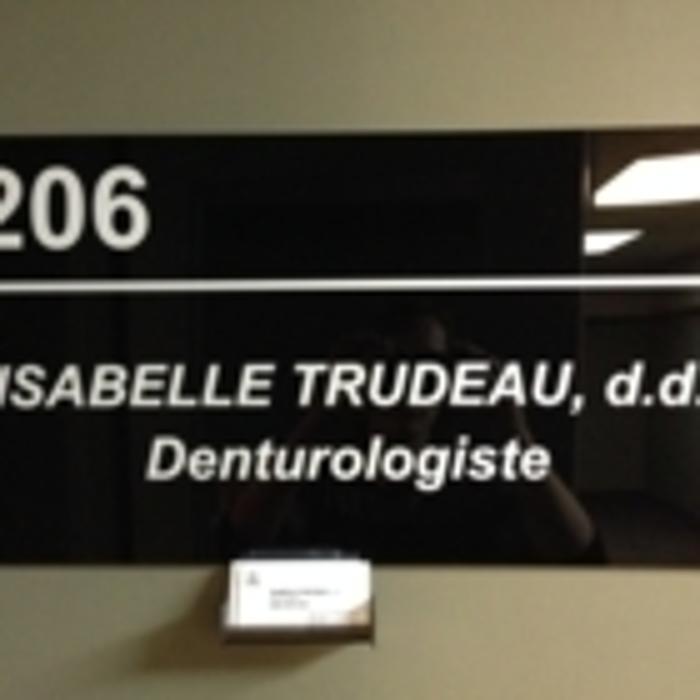 206
ISABELLE TRUDEAU, d.d.
Denturologiste